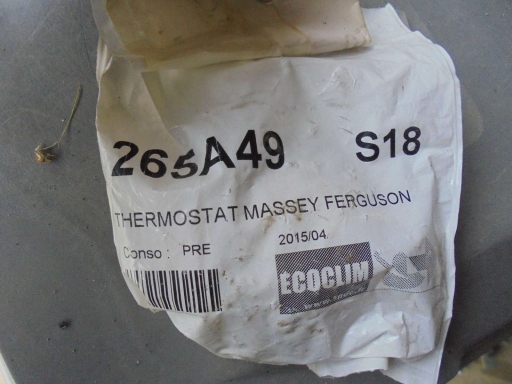 265A49 S18
THERMOSTAT MASSEY FERGUSON
Conso : PRE 2015/04
ECOCLIM